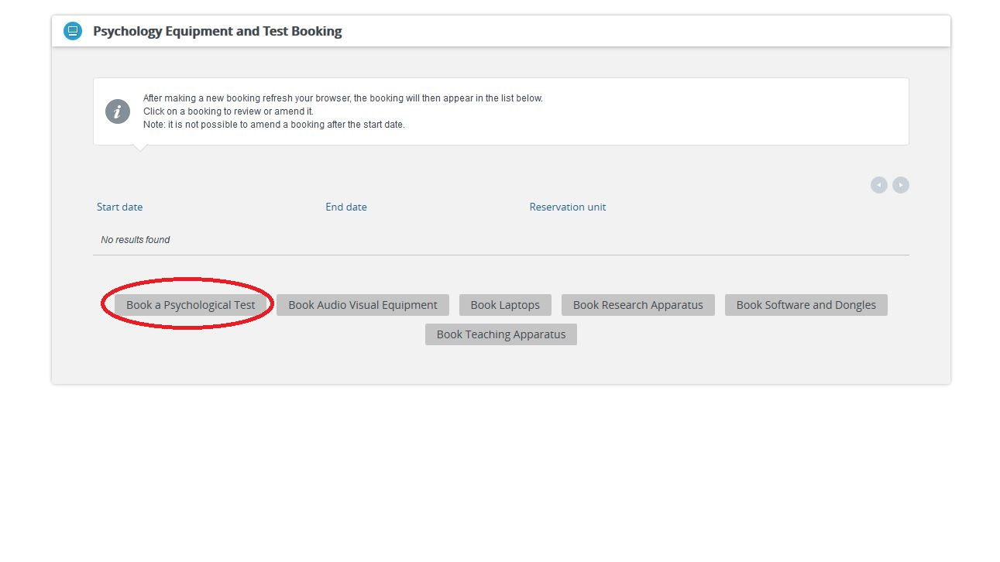 Psychology Equipment and Test Booking
After making a new booking refresh your browser, the booking will then appear in the list below.
Click on a booking to review or amend it.
Note: it is not possible to amend a booking after the start date.
Start date End date Reservation unit
No results found
Book a Psychological Test Book Audio Visual Equipment Book Laptops Book Research Apparatus Book Software and Dongles
Book Teaching Apparatus